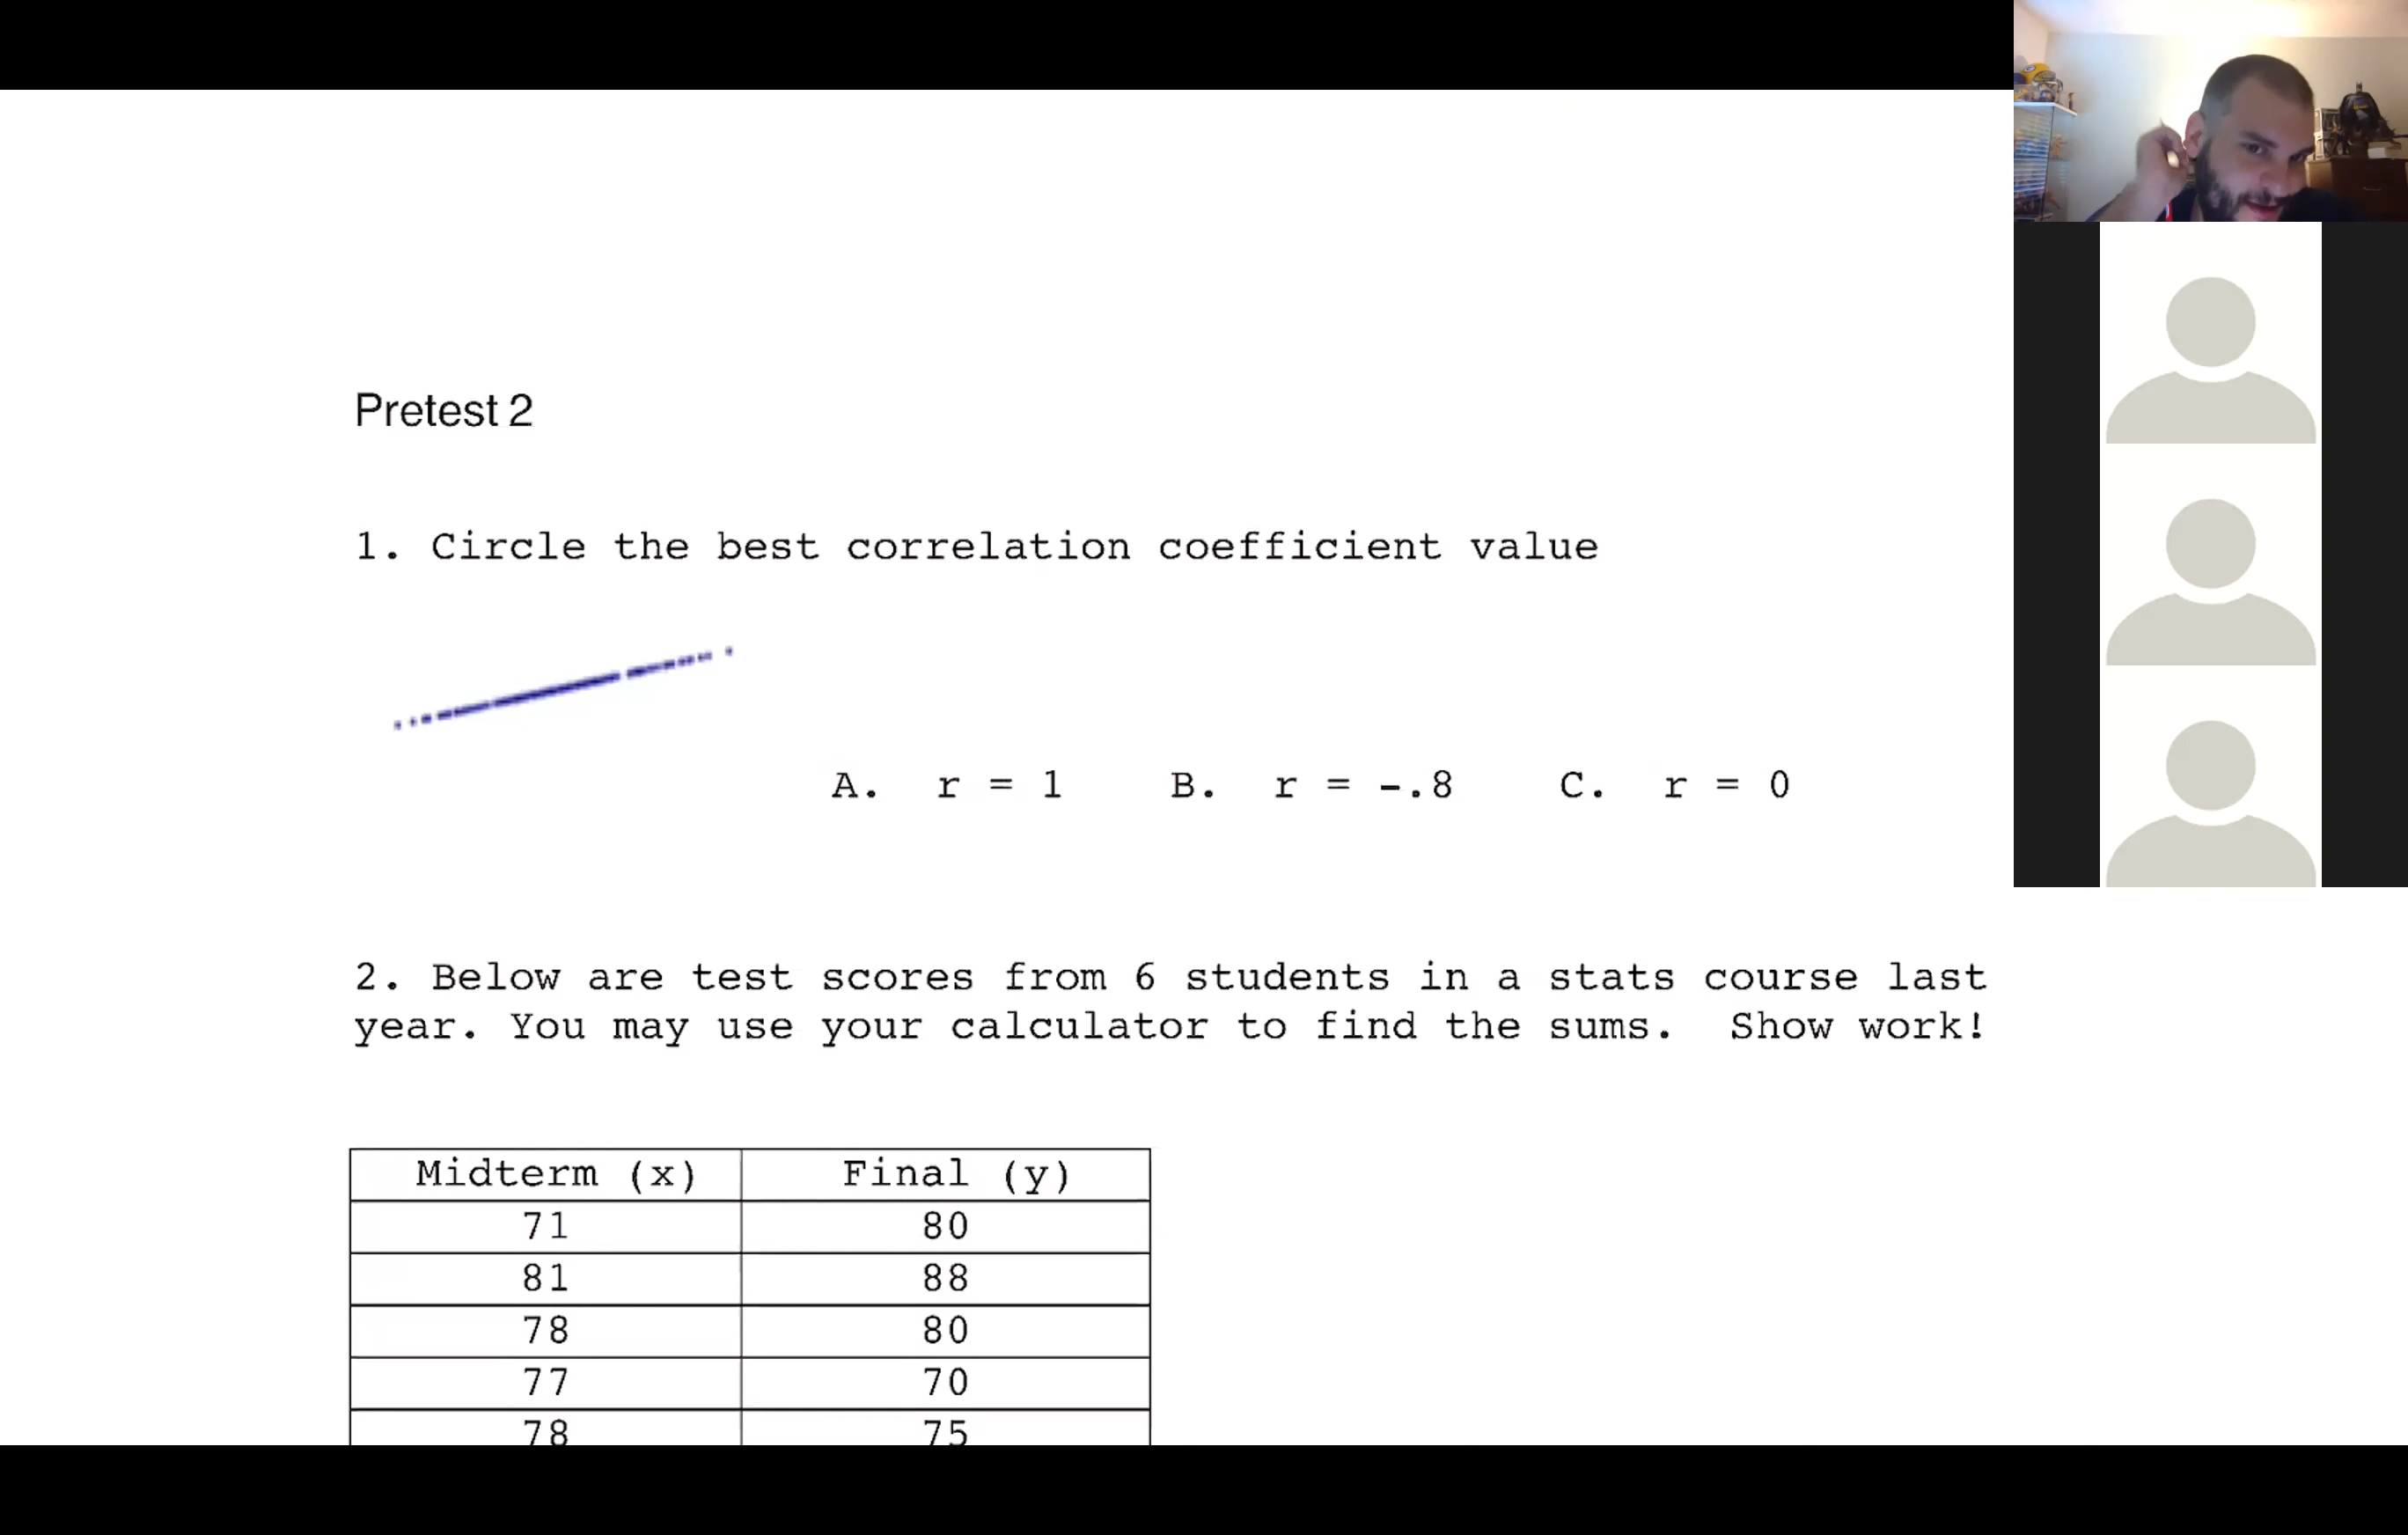 Pretest 2
1. Circle the best correlation coefficient value
A. r = 1 B. r = -.8 C. r = 0
2. Below are test scores from 6 students in a stats course last
year. You may use your calculator to find the sums. Show work!
Midterm (x) Final (y)
71 80
81 88
78 80
77 70
78 75